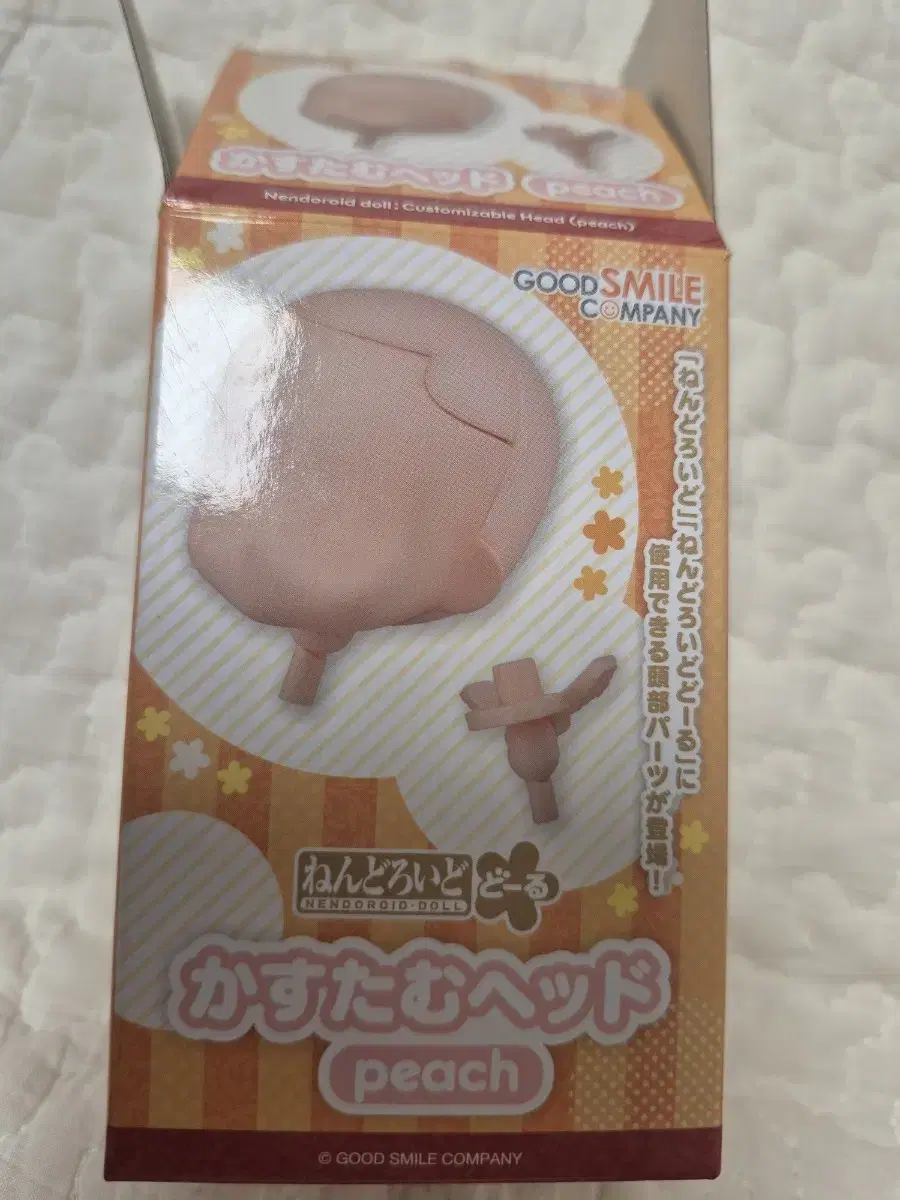 かすたむヘッド peach
Nendoroid doll: Customizable Head (peach)
GOOD SMILE
COMPANY
「ねんどろいど」「ねんどろいどどーる」に
使用できる頭部パーツが登場!
ねんどろいど どーる
NENDOROID・DOLL
かすたむヘッド
peach
© GOOD SMILE COMPANY